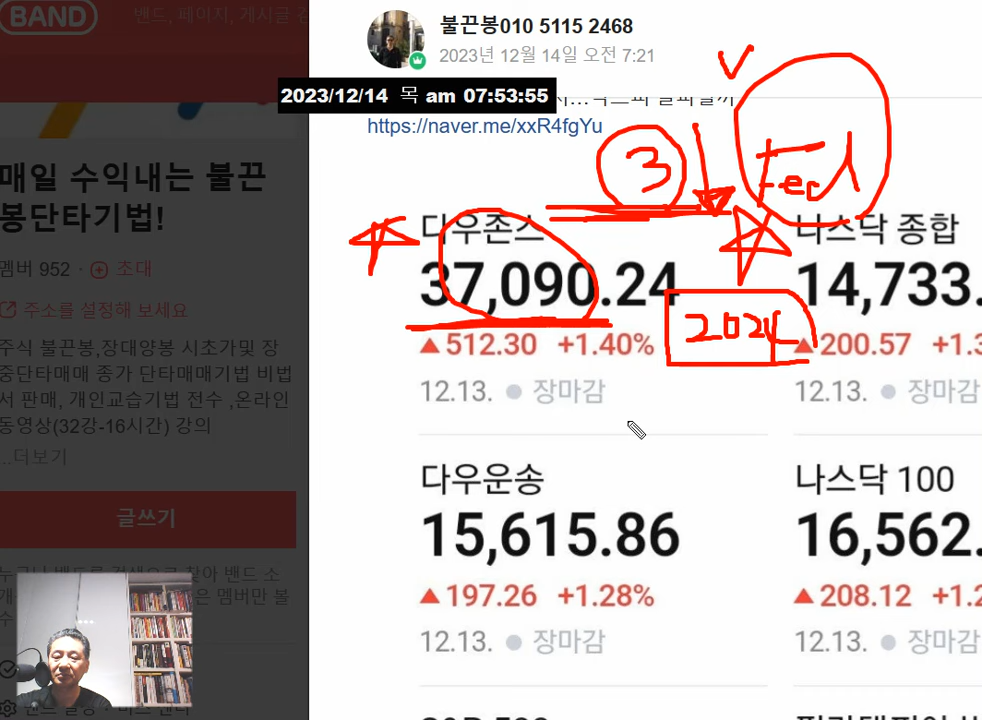 BAND
밴드, 페이지, 게시글 검
불끈봉010 5115 2468
2023년 12월 14일 오전 7:21
2023/12/14 목 am 07:53:55
https://naver.me/xxR4fgYu
매일 수익내는 불끈
봉단타기법!
멤버 952 · 초대
주소를 설정해 보세요
주식 불끈봉,장대양봉 시초가및 장
중단타매매 종가 단타매매기법 비법
서 판매, 개인교습기법 전수 ,온라인
동영상(32강-16시간) 강의
...더보기
글쓰기
3
Fed
다우존스
37,090.24
▲512.30 +1.40%
12.13. 장마감
2024
나스닥 종합
14,733.
▲200.57 +1.3
12.13. 장마감
다우운송
15,615.86
▲197.26 +1.28%
12.13. 장마감
나스닥 100
16,562.
▲208.12 +1.2
12.13. 장마감